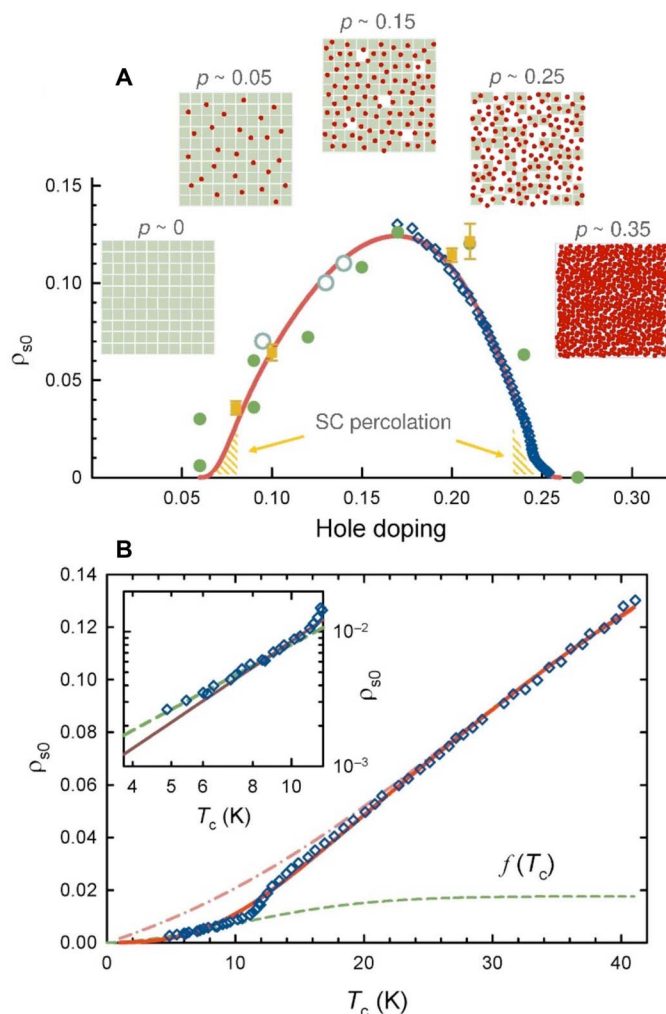 A
p ~ 0
p ~ 0.05
p ~ 0.15
p ~ 0.25
p ~ 0.35
0.15
0.10
0.05
0
ρs0
SC percolation
0.05 0.10 0.15 0.20 0.25 0.30
Hole doping
B
0.14
0.12
0.10
0.08
0.06
0.04
0.02
0.00
ρs0
10⁻²
10⁻³
ρs0
4 5 6 8 10
Tc (K)
f(Tc)
0 10 20 30 40
Tc (K)